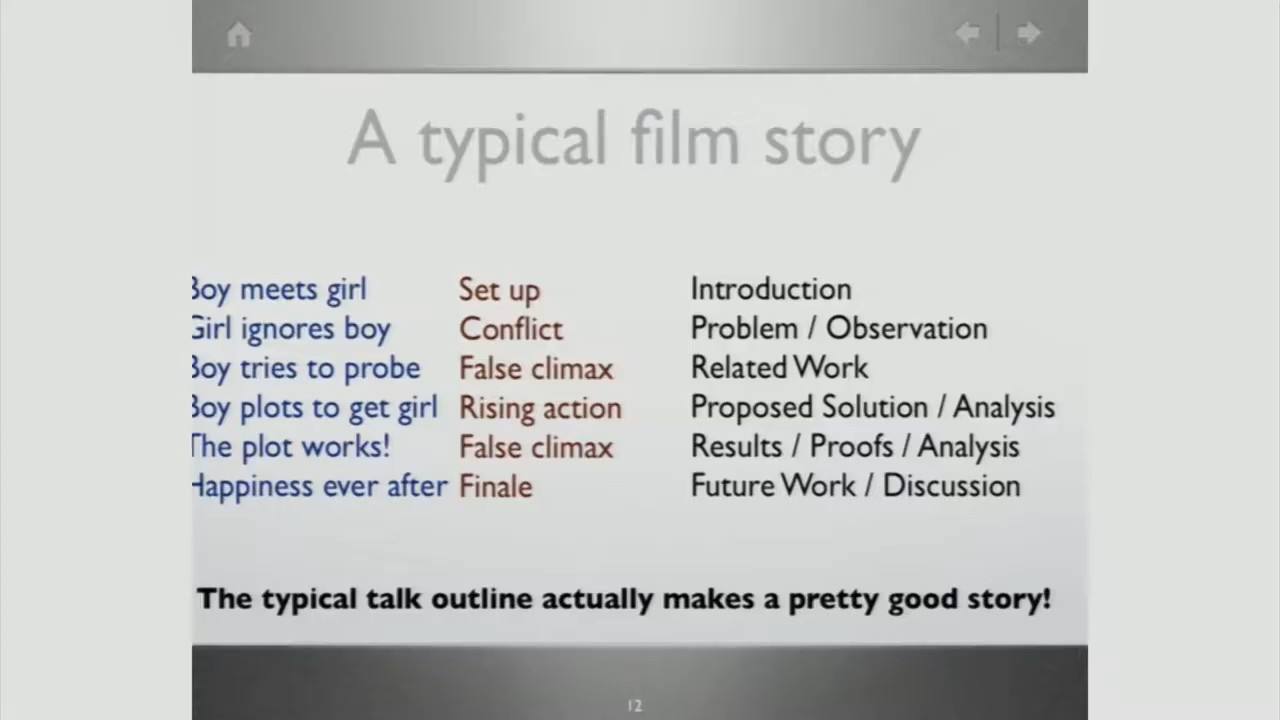 A typical film story
Boy meets girl Set up Introduction
Girl ignores boy Conflict Problem / Observation
Boy tries to probe False climax Related Work
Boy plots to get girl Rising action Proposed Solution / Analysis
The plot works! False climax Results / Proofs / Analysis
Happiness ever after Finale Future Work / Discussion
The typical talk outline actually makes a pretty good story!
12